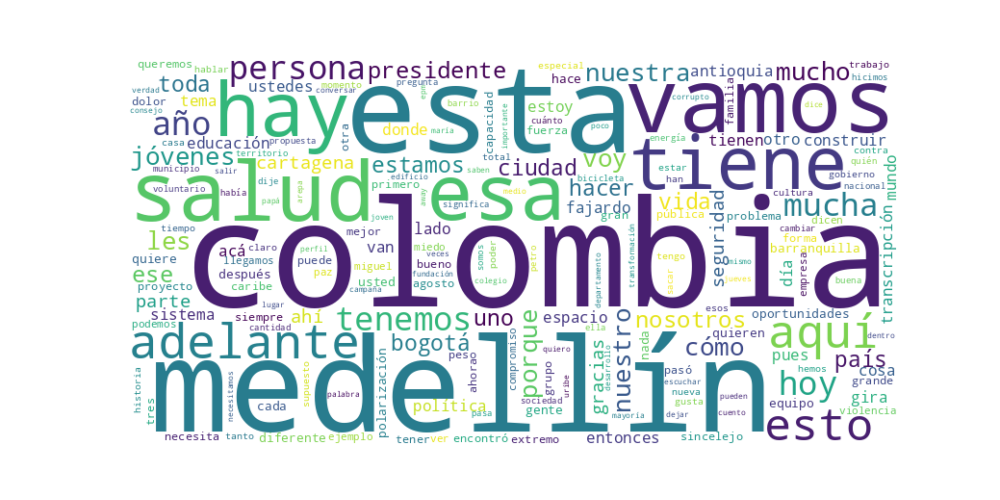 queremos hablar persona presidente especial hace nuestra antioquia mucho trabajo hicimos
verdad consejo toda ustedes momento conversar pregunta
dolor tema hay esta vamos
año otra barrio epm maría cuánto importante capacidad estoy fuerza poco donde familia corrupto dice
casa educación propuesta energía tienen otro construir
jóvenes territorio cartagena estamos total saben ciudad voy tiene estar han contra quién gobierno
municipio salir primero edificio bicicleta nacional mundo
voluntario había dije papá arepa salud joven amay esa medio hacer vida cultura mucha
fajardo gran pública seguridad problema cambiar dicen
tiempo les acá claro perfil mejor lado miedo somos poder petro transformación tengo mismo forma barranquilla
quiere llegamos puede van veces bueno colombia sacar jueves día empresa transcripción
ese después paz miguel usted fundación colegio departamento buena
proyecto caribe agosto campaña significa
parte siempre lugar ahí tenemos uno espacio ella nosotros esos oportunidades
sistema cantidad porque compromiso aquí
podemos adelante bogotá quiero gracias nuestro nada quieren cómo pues país dentro
historia medellín peso ahorao grupo uribe desarrollo pasó hemos cosa
necesitamos supuesto escuchar nueva hoy grande
tres cada palabra polarización política pasa sociedad gente mayoría gusta dejar pueden cuento equipo gira violencia
necesita tanto diferente ejemplo tener ver encontró extremo entonces sincelejo esto